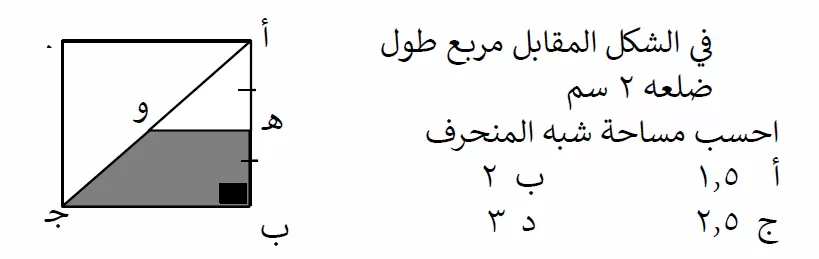 في الشكل المقابل مربع طول
ضلعه ٢ سم
احسب مساحة شبه المنحرف
أ ١,٥ ب ٢
ج ٢,٥ د ٣
أ
و
هـ
جـ
ب